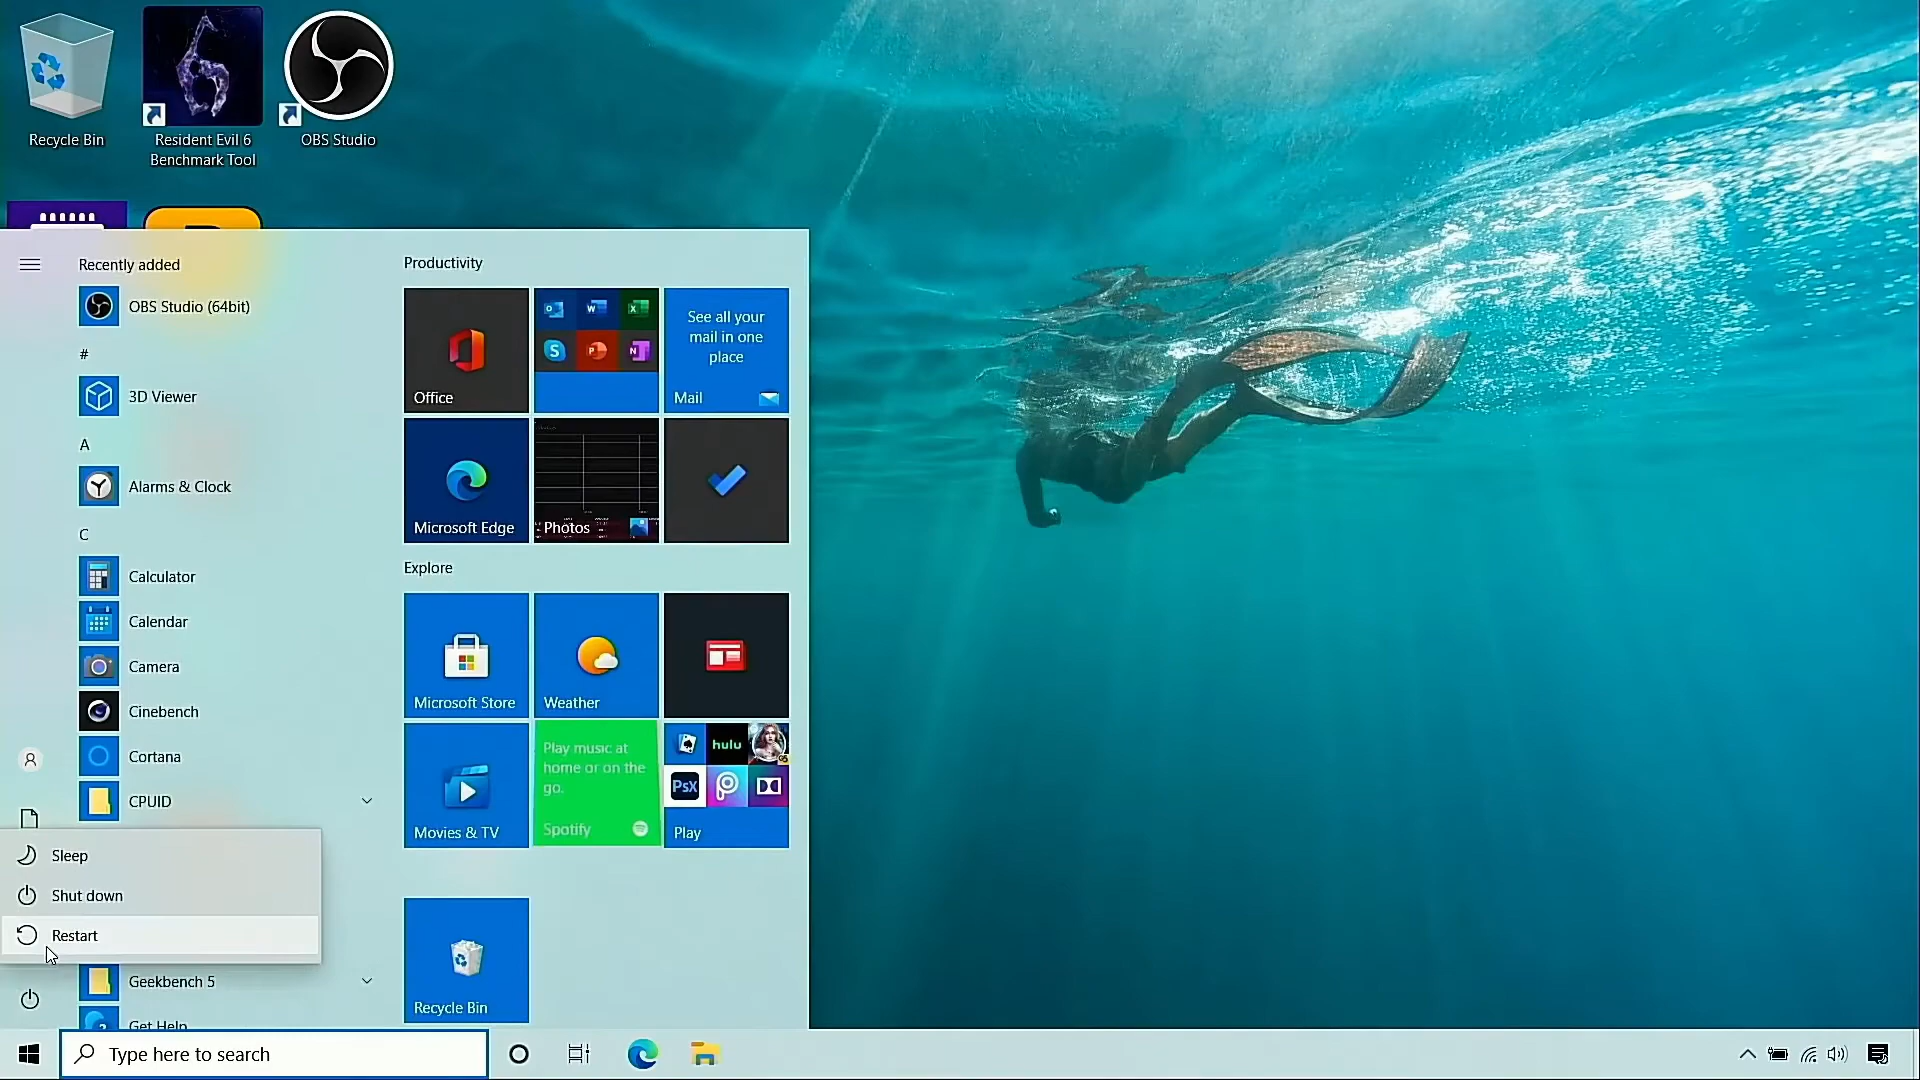 Recycle Bin
Resident Evil 6
Benchmark Tool
OBS Studio
Recently added
OBS Studio (64bit)
#
3D Viewer
A
Alarms & Clock
C
Calculator
Calendar
Camera
Cinebench
Cortana
CPUID
Sleep
Shut down
Restart
Geekbench 5
Get Help
Productivity
Office
See all your
mail in one
place
Mail
Microsoft Edge
Photos
Explore
Microsoft Store
Weather
Movies & TV
Play music at
home or on the
go.
Spotify
hulu
PsX
Play
Recycle Bin
Type here to search